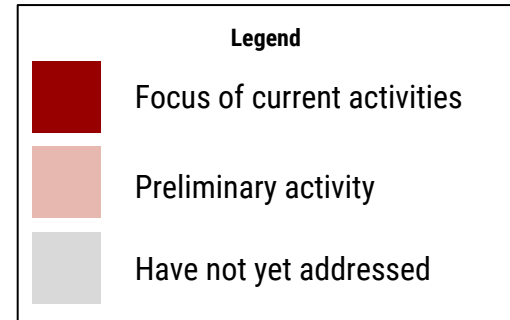 Legend
Focus of current activities
Preliminary activity
Have not yet addressed